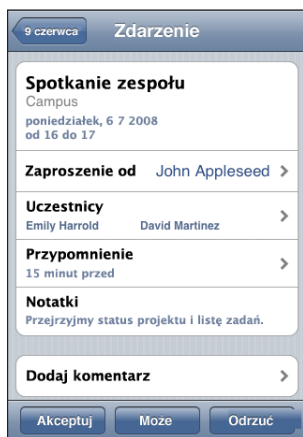 9 czerwca
Zdarzenie
Spotkanie zespołu
Campus
poniedziałek, 6 7 2008
od 16 do 17
Zaproszenie od John Appleseed
Uczestnicy
Emily Harrold David Martinez
Przypomnienie
15 minut przed
Notatki
Przejrzyjmy status projektu i listę zadań.
Dodaj komentarz
Akceptuj Może Odrzuć